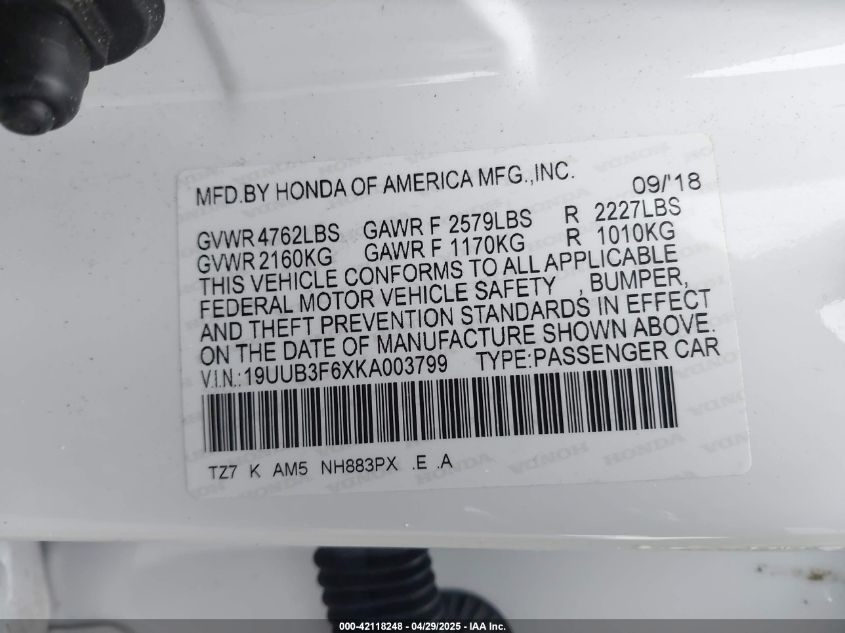 MFD.BY HONDA OF AMERICA MFG.,INC. 09/'18
GVWR 4762LBS GAWR F 2579LBS R 2227LBS
GVWR 2160KG GAWR F 1170KG R 1010KG
THIS VEHICLE CONFORMS TO ALL APPLICABLE
FEDERAL MOTOR VEHICLE SAFETY , BUMPER,
AND THEFT PREVENTION STANDARDS IN EFFECT
ON THE DATE OF MANUFACTURE SHOWN ABOVE.
V.I.N.:19UUB3F6XKA003799 TYPE:PASSENGER CAR
TZ7 K AM5 NH883PX .E .A
000-42118248 - 04/29/2025 - IAA Inc.